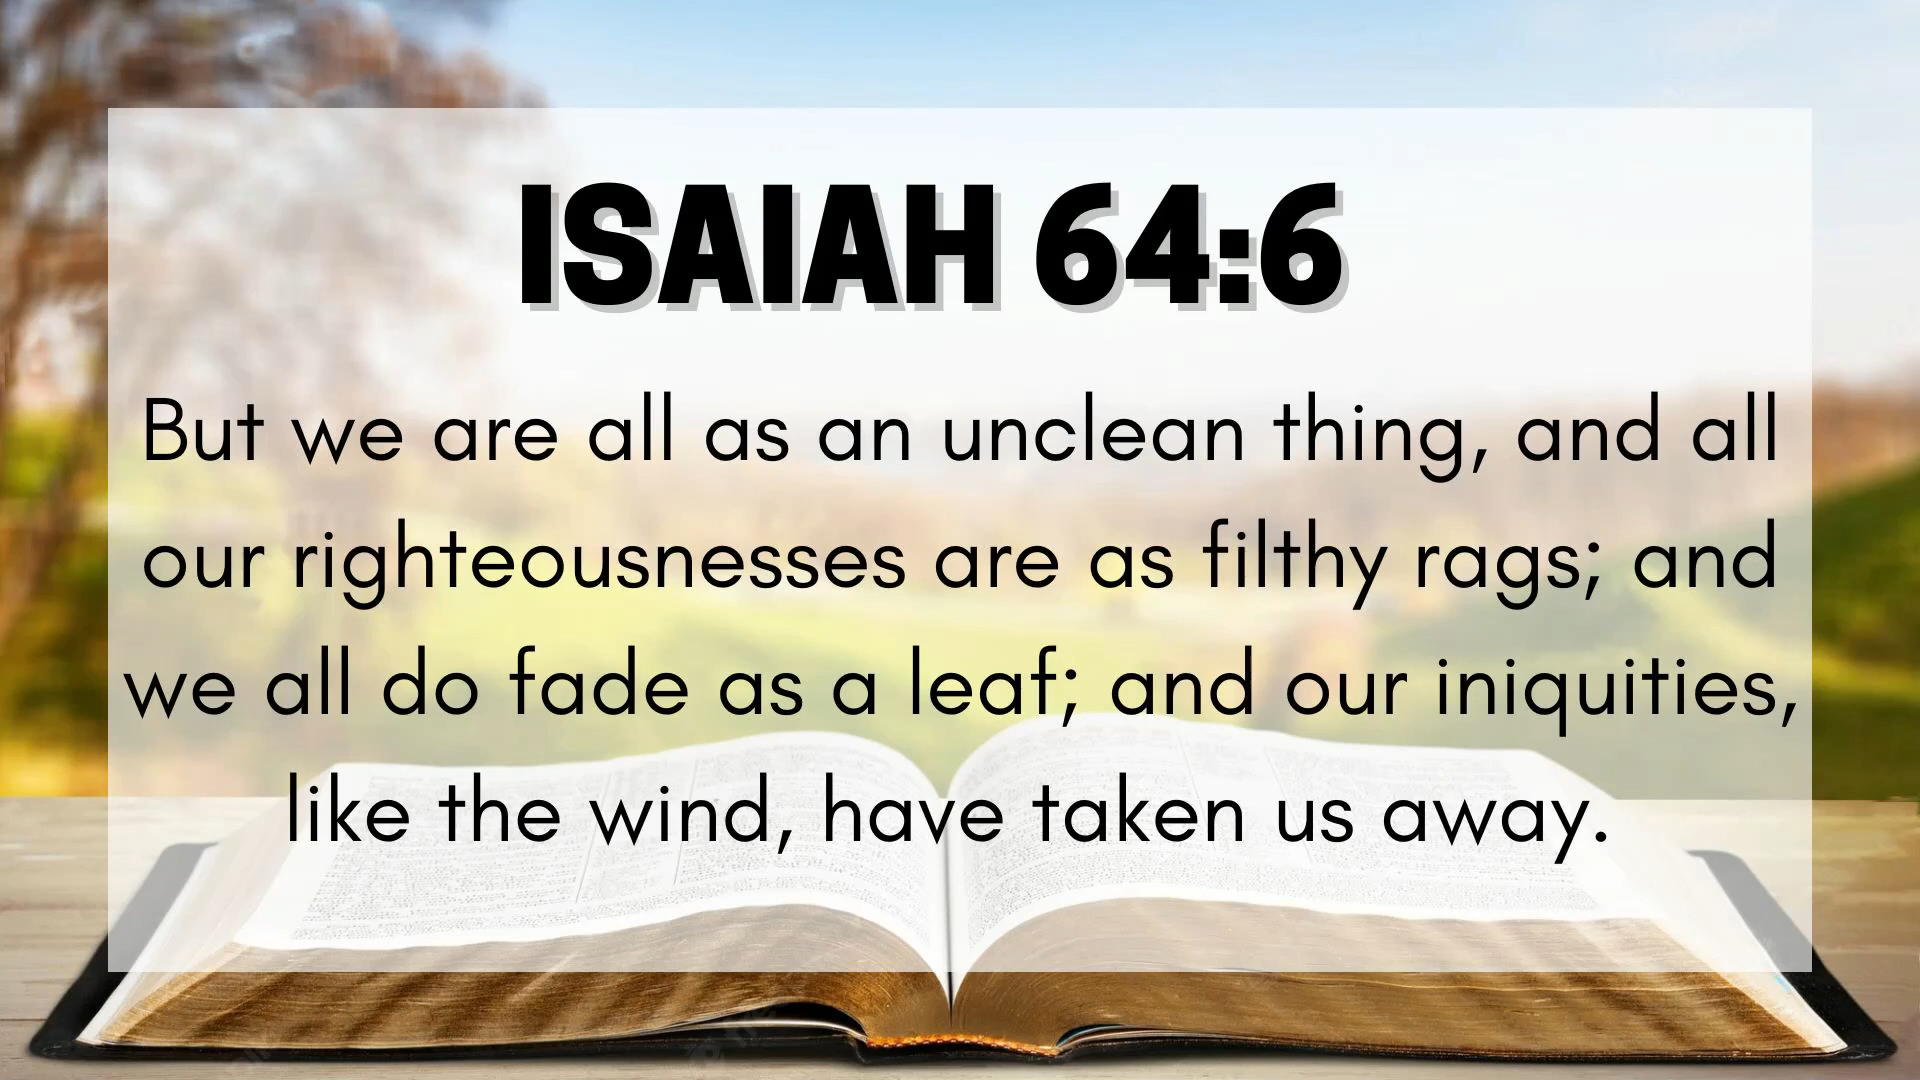 ISAIAH 64:6
But we are all as an unclean thing, and all
our righteousnesses are as filthy rags; and
we all do fade as a leaf; and our iniquities,
like the wind, have taken us away.